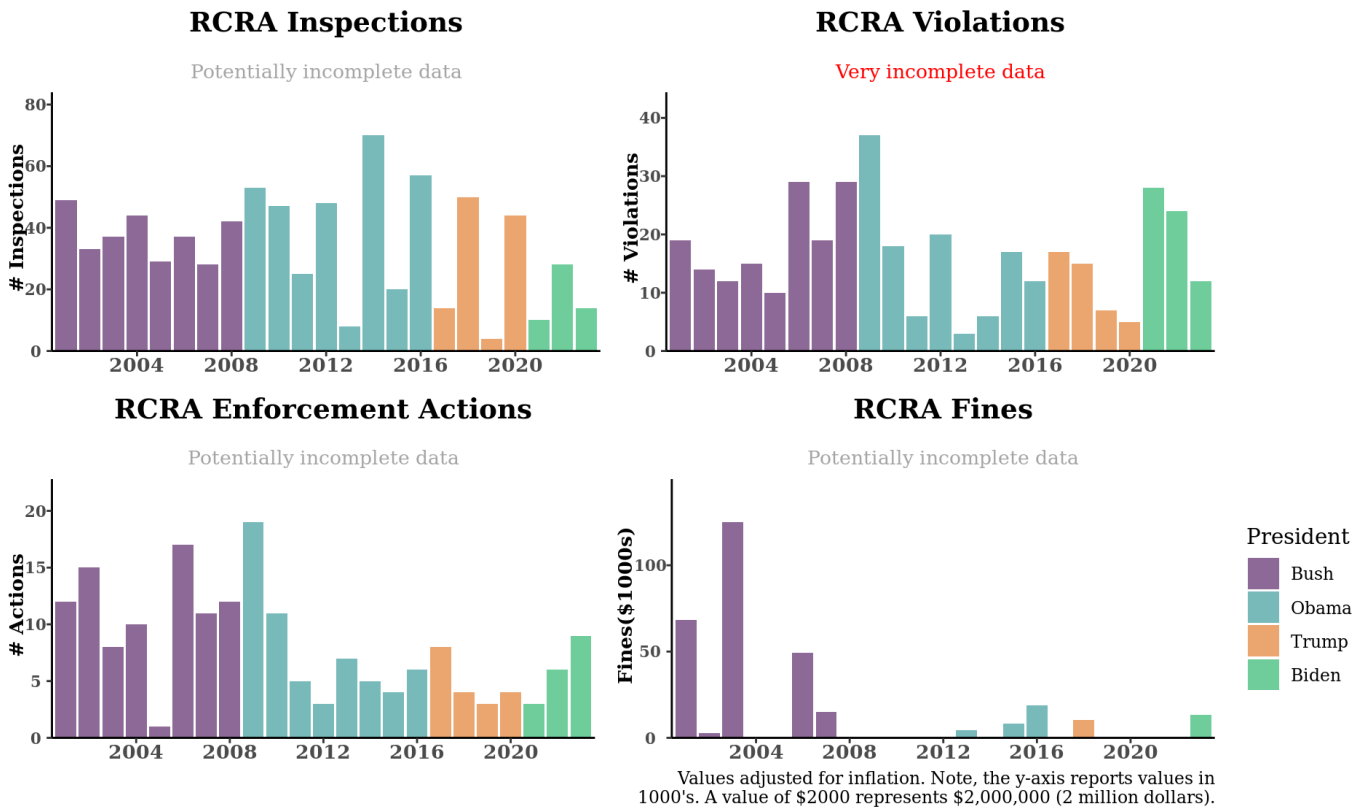 RCRA Inspections
Potentially incomplete data
# Inspections
80
60
40
20
0
2004 2008 2012 2016 2020
RCRA Violations
Very incomplete data
# Violations
40
30
20
10
0
2004 2008 2012 2016 2020
RCRA Enforcement Actions
Potentially incomplete data
# Actions
20
15
10
5
0
2004 2008 2012 2016 2020
RCRA Fines
Potentially incomplete data
Fines($1000s)
100
50
0
2004 2008 2012 2016 2020
President
Bush
Obama
Trump
Biden
Values adjusted for inflation. Note, the y-axis reports values in
1000's. A value of $2000 represents $2,000,000 (2 million dollars).